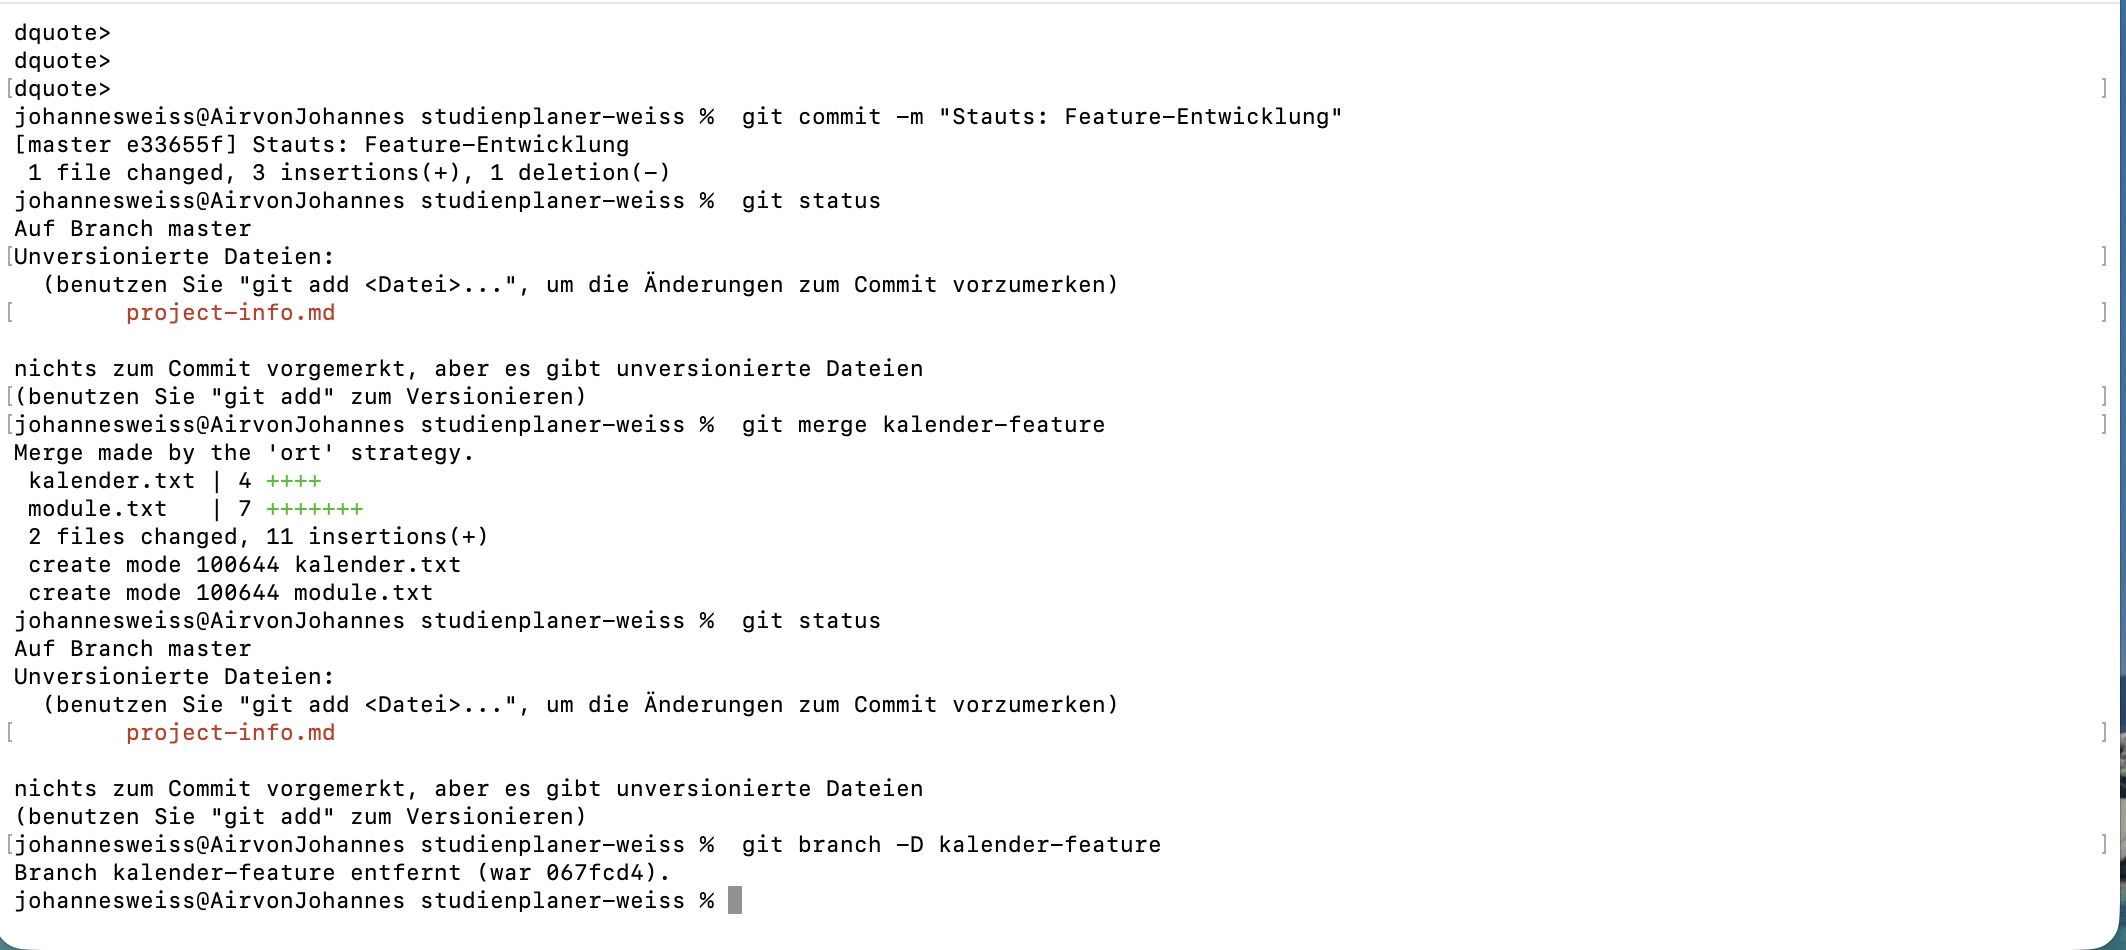 dquote>
dquote>
[dquote> ]
johannesweiss@AirvonJohannes studienplaner-weiss %  git commit -m "Stauts: Feature-Entwicklung"
[master e33655f] Stauts: Feature-Entwicklung
 1 file changed, 3 insertions(+), 1 deletion(-)
johannesweiss@AirvonJohannes studienplaner-weiss %  git status
Auf Branch master
[Unversionierte Dateien: ]
  (benutzen Sie "git add <Datei>...", um die Änderungen zum Commit vorzumerken)
[        project-info.md ]
nichts zum Commit vorgemerkt, aber es gibt unversionierte Dateien
[(benutzen Sie "git add" zum Versionieren) ]
[johannesweiss@AirvonJohannes studienplaner-weiss %  git merge kalender-feature ]
Merge made by the 'ort' strategy.
 kalender.txt | 4 ++++
 module.txt   | 7 +++++++
 2 files changed, 11 insertions(+)
 create mode 100644 kalender.txt
 create mode 100644 module.txt
johannesweiss@AirvonJohannes studienplaner-weiss %  git status
Auf Branch master
Unversionierte Dateien:
  (benutzen Sie "git add <Datei>...", um die Änderungen zum Commit vorzumerken)
[        project-info.md ]
nichts zum Commit vorgemerkt, aber es gibt unversionierte Dateien
(benutzen Sie "git add" zum Versionieren)
[johannesweiss@AirvonJohannes studienplaner-weiss %  git branch -D kalender-feature ]
Branch kalender-feature entfernt (war 067fcd4).
johannesweiss@AirvonJohannes studienplaner-weiss %